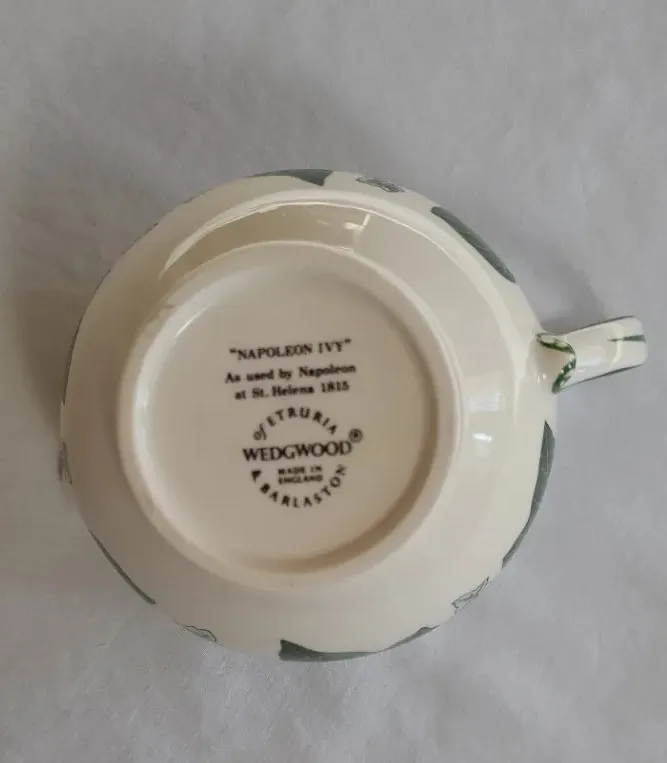 "NAPOLEON IVY"
As used by Napoleon
at St. Helena 1815
of ETRURIA
WEDGWOOD®
MADE IN
ENGLAND
& BARLASTON